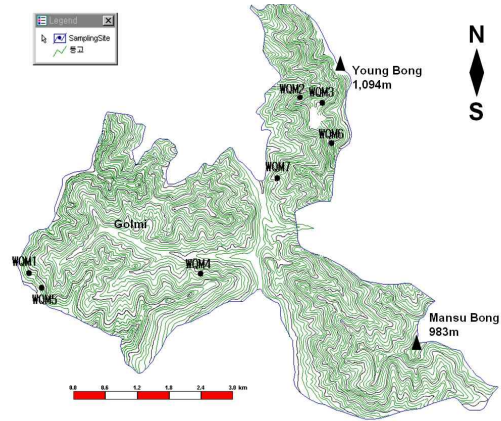 Legend
SamplingSite
등고
N
S
Young Bong
1,094m
WQM2
WQM3
WQM6
WQM7
Golmi
WQM1
WQM4
WQM5
Mansu Bong
983m
0.0 0.6 1.2 1.8 2.4 3.0 km